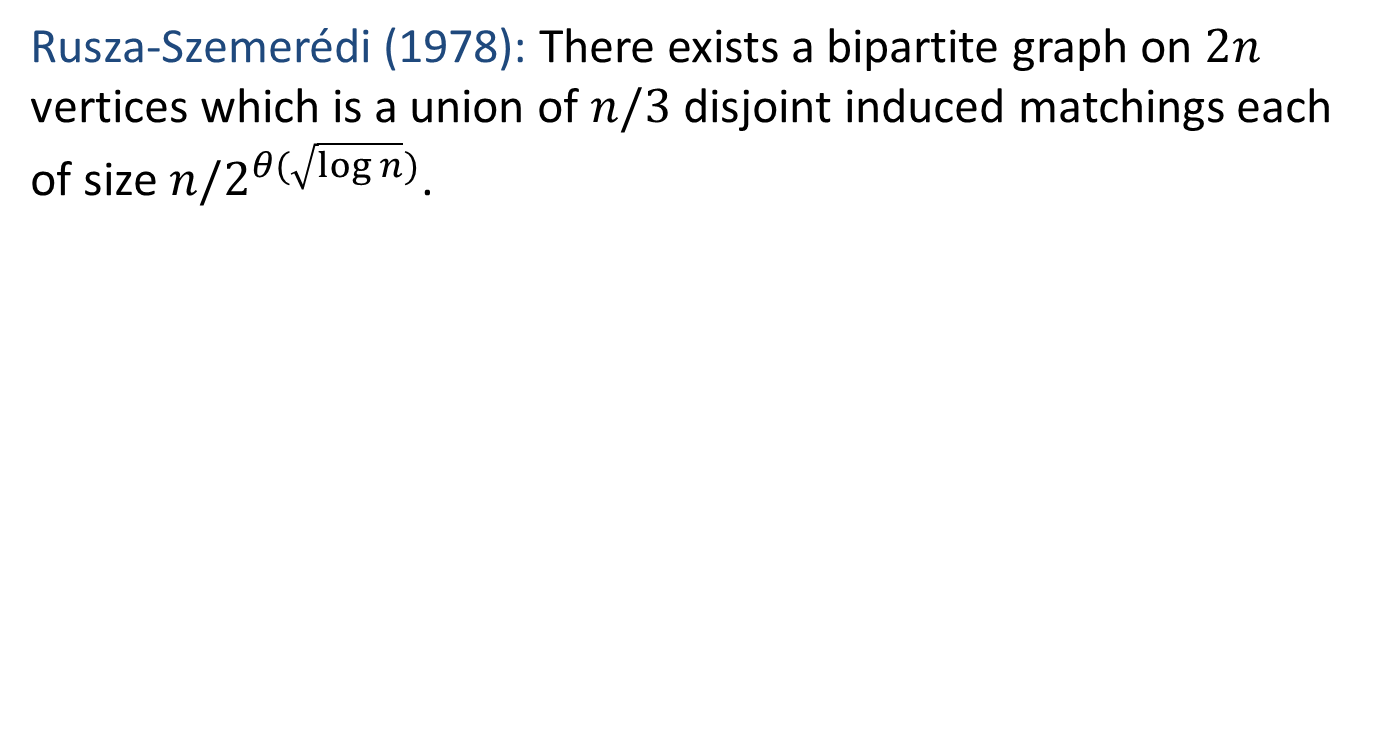 Rusza-Szemerédi (1978): There exists a bipartite graph on 2𝑛
vertices which is a union of 𝑛/3 disjoint induced matchings each
of size 𝑛/2^𝜃(√log 𝑛).